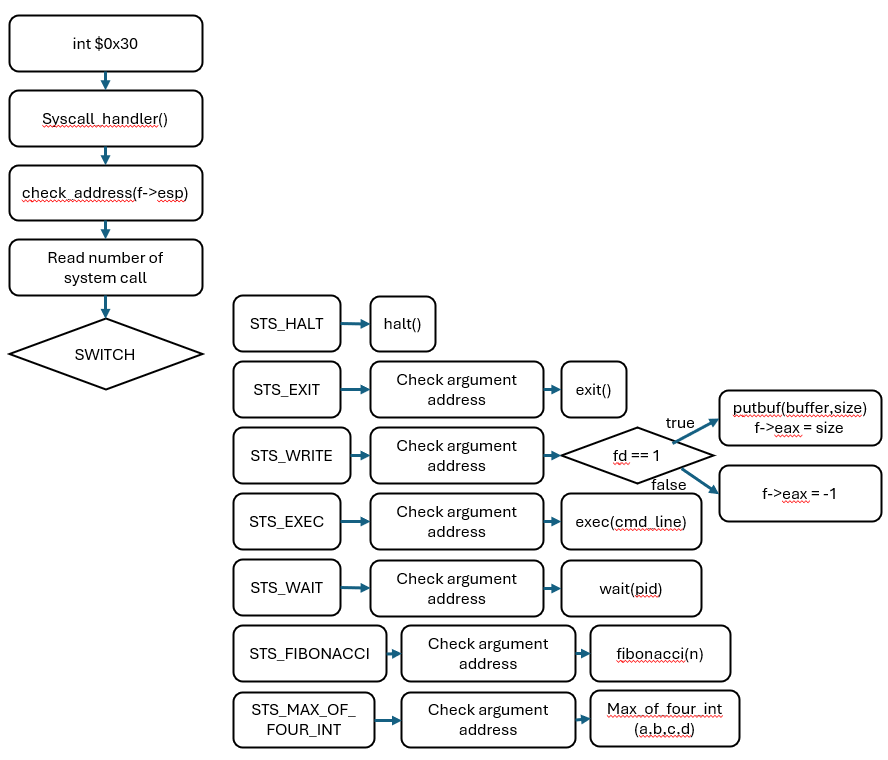 int $0x30
Syscall_handler()
check_address(f->esp)
Read number of
system call
SWITCH
STS_HALT
halt()
STS_EXIT
Check argument
address
exit()
STS_WRITE
Check argument
address
fd == 1
true
putbuf(buffer,size)
f->eax = size
false
f->eax = -1
STS_EXEC
Check argument
address
exec(cmd_line)
STS_WAIT
Check argument
address
wait(pid)
STS_FIBONACCI
Check argument
address
fibonacci(n)
STS_MAX_OF_
FOUR_INT
Check argument
address
Max_of_four_int
(a,b,c,d)